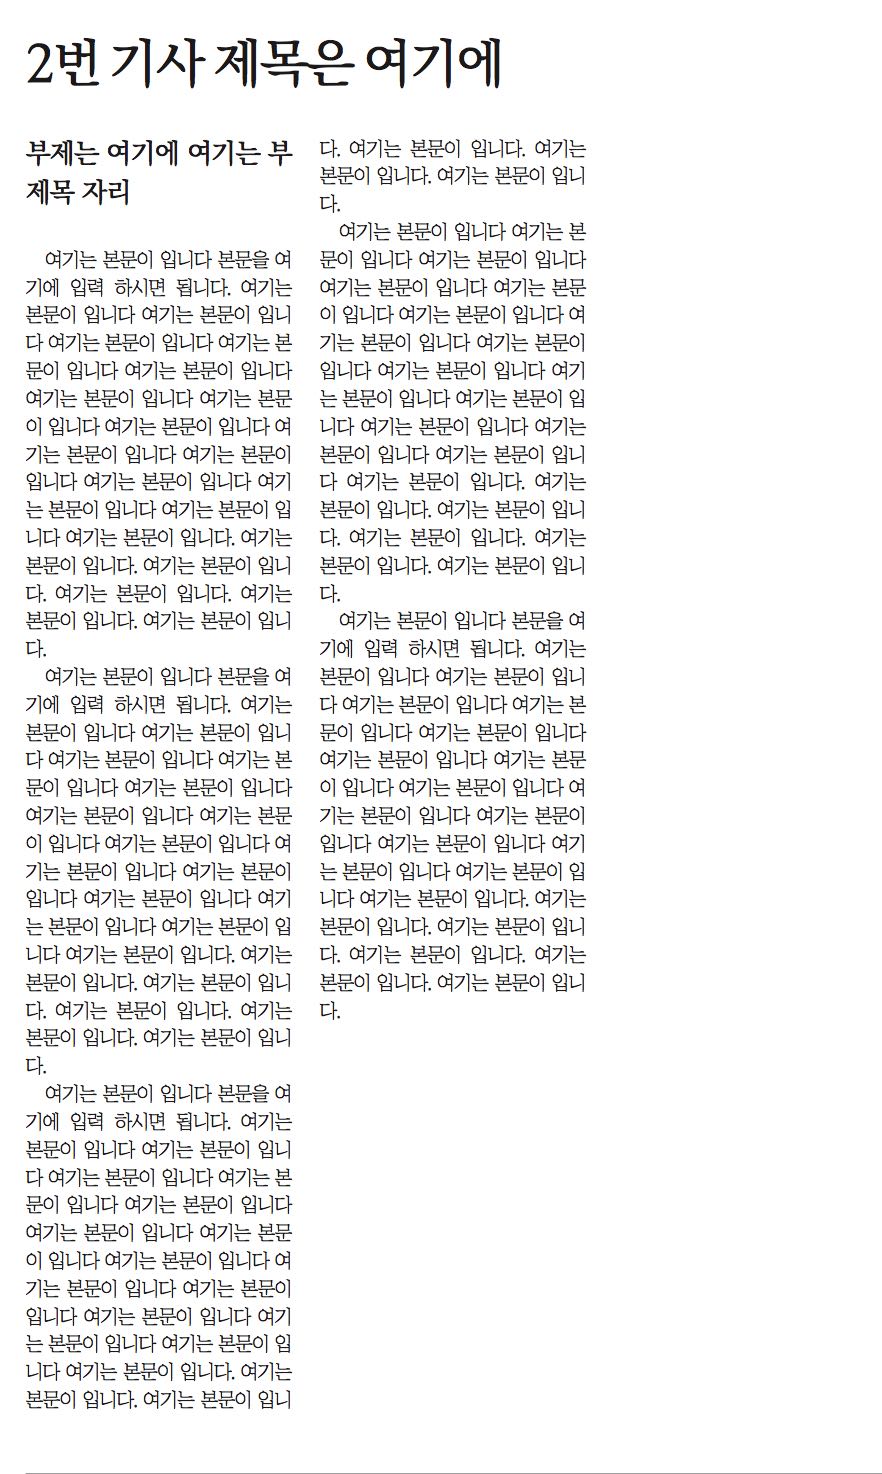 2번 기사 제목은 여기에
부제는 여기에 여기는 부
제목 자리
여기는 본문이 입니다 본문을 여
기에 입력 하시면 됩니다. 여기는
본문이 입니다 여기는 본문이 입니
다 여기는 본문이 입니다 여기는 본
문이 입니다 여기는 본문이 입니다
여기는 본문이 입니다 여기는 본문
이 입니다 여기는 본문이 입니다 여
기는 본문이 입니다 여기는 본문이
입니다 여기는 본문이 입니다 여기
는 본문이 입니다 여기는 본문이 입
니다 여기는 본문이 입니다. 여기는
본문이 입니다. 여기는 본문이 입니
다. 여기는 본문이 입니다. 여기는
본문이 입니다. 여기는 본문이 입니
다.
여기는 본문이 입니다 본문을 여
기에 입력 하시면 됩니다. 여기는
본문이 입니다 여기는 본문이 입니
다 여기는 본문이 입니다 여기는 본
문이 입니다 여기는 본문이 입니다
여기는 본문이 입니다 여기는 본문
이 입니다 여기는 본문이 입니다 여
기는 본문이 입니다 여기는 본문이
입니다 여기는 본문이 입니다 여기
는 본문이 입니다 여기는 본문이 입
니다 여기는 본문이 입니다. 여기는
본문이 입니다. 여기는 본문이 입니
다. 여기는 본문이 입니다. 여기는
본문이 입니다. 여기는 본문이 입니
다.
여기는 본문이 입니다 본문을 여
기에 입력 하시면 됩니다. 여기는
본문이 입니다 여기는 본문이 입니
다 여기는 본문이 입니다 여기는 본
문이 입니다 여기는 본문이 입니다
여기는 본문이 입니다 여기는 본문
이 입니다 여기는 본문이 입니다 여
기는 본문이 입니다 여기는 본문이
입니다 여기는 본문이 입니다 여기
는 본문이 입니다 여기는 본문이 입
니다 여기는 본문이 입니다. 여기는
본문이 입니다. 여기는 본문이 입니
다. 여기는 본문이 입니다. 여기는
본문이 입니다. 여기는 본문이 입니
다.
여기는 본문이 입니다 여기는 본
문이 입니다 여기는 본문이 입니다
여기는 본문이 입니다 여기는 본문
이 입니다 여기는 본문이 입니다 여
기는 본문이 입니다 여기는 본문이
입니다 여기는 본문이 입니다 여기
는 본문이 입니다 여기는 본문이 입
니다 여기는 본문이 입니다 여기는
본문이 입니다 여기는 본문이 입니
다 여기는 본문이 입니다. 여기는
본문이 입니다. 여기는 본문이 입니
다. 여기는 본문이 입니다. 여기는
본문이 입니다. 여기는 본문이 입니
다.
여기는 본문이 입니다 본문을 여
기에 입력 하시면 됩니다. 여기는
본문이 입니다 여기는 본문이 입니
다 여기는 본문이 입니다 여기는 본
문이 입니다 여기는 본문이 입니다
여기는 본문이 입니다 여기는 본문
이 입니다 여기는 본문이 입니다 여
기는 본문이 입니다 여기는 본문이
입니다 여기는 본문이 입니다 여기
는 본문이 입니다 여기는 본문이 입
니다 여기는 본문이 입니다. 여기는
본문이 입니다. 여기는 본문이 입니
다. 여기는 본문이 입니다. 여기는
본문이 입니다. 여기는 본문이 입니
다.